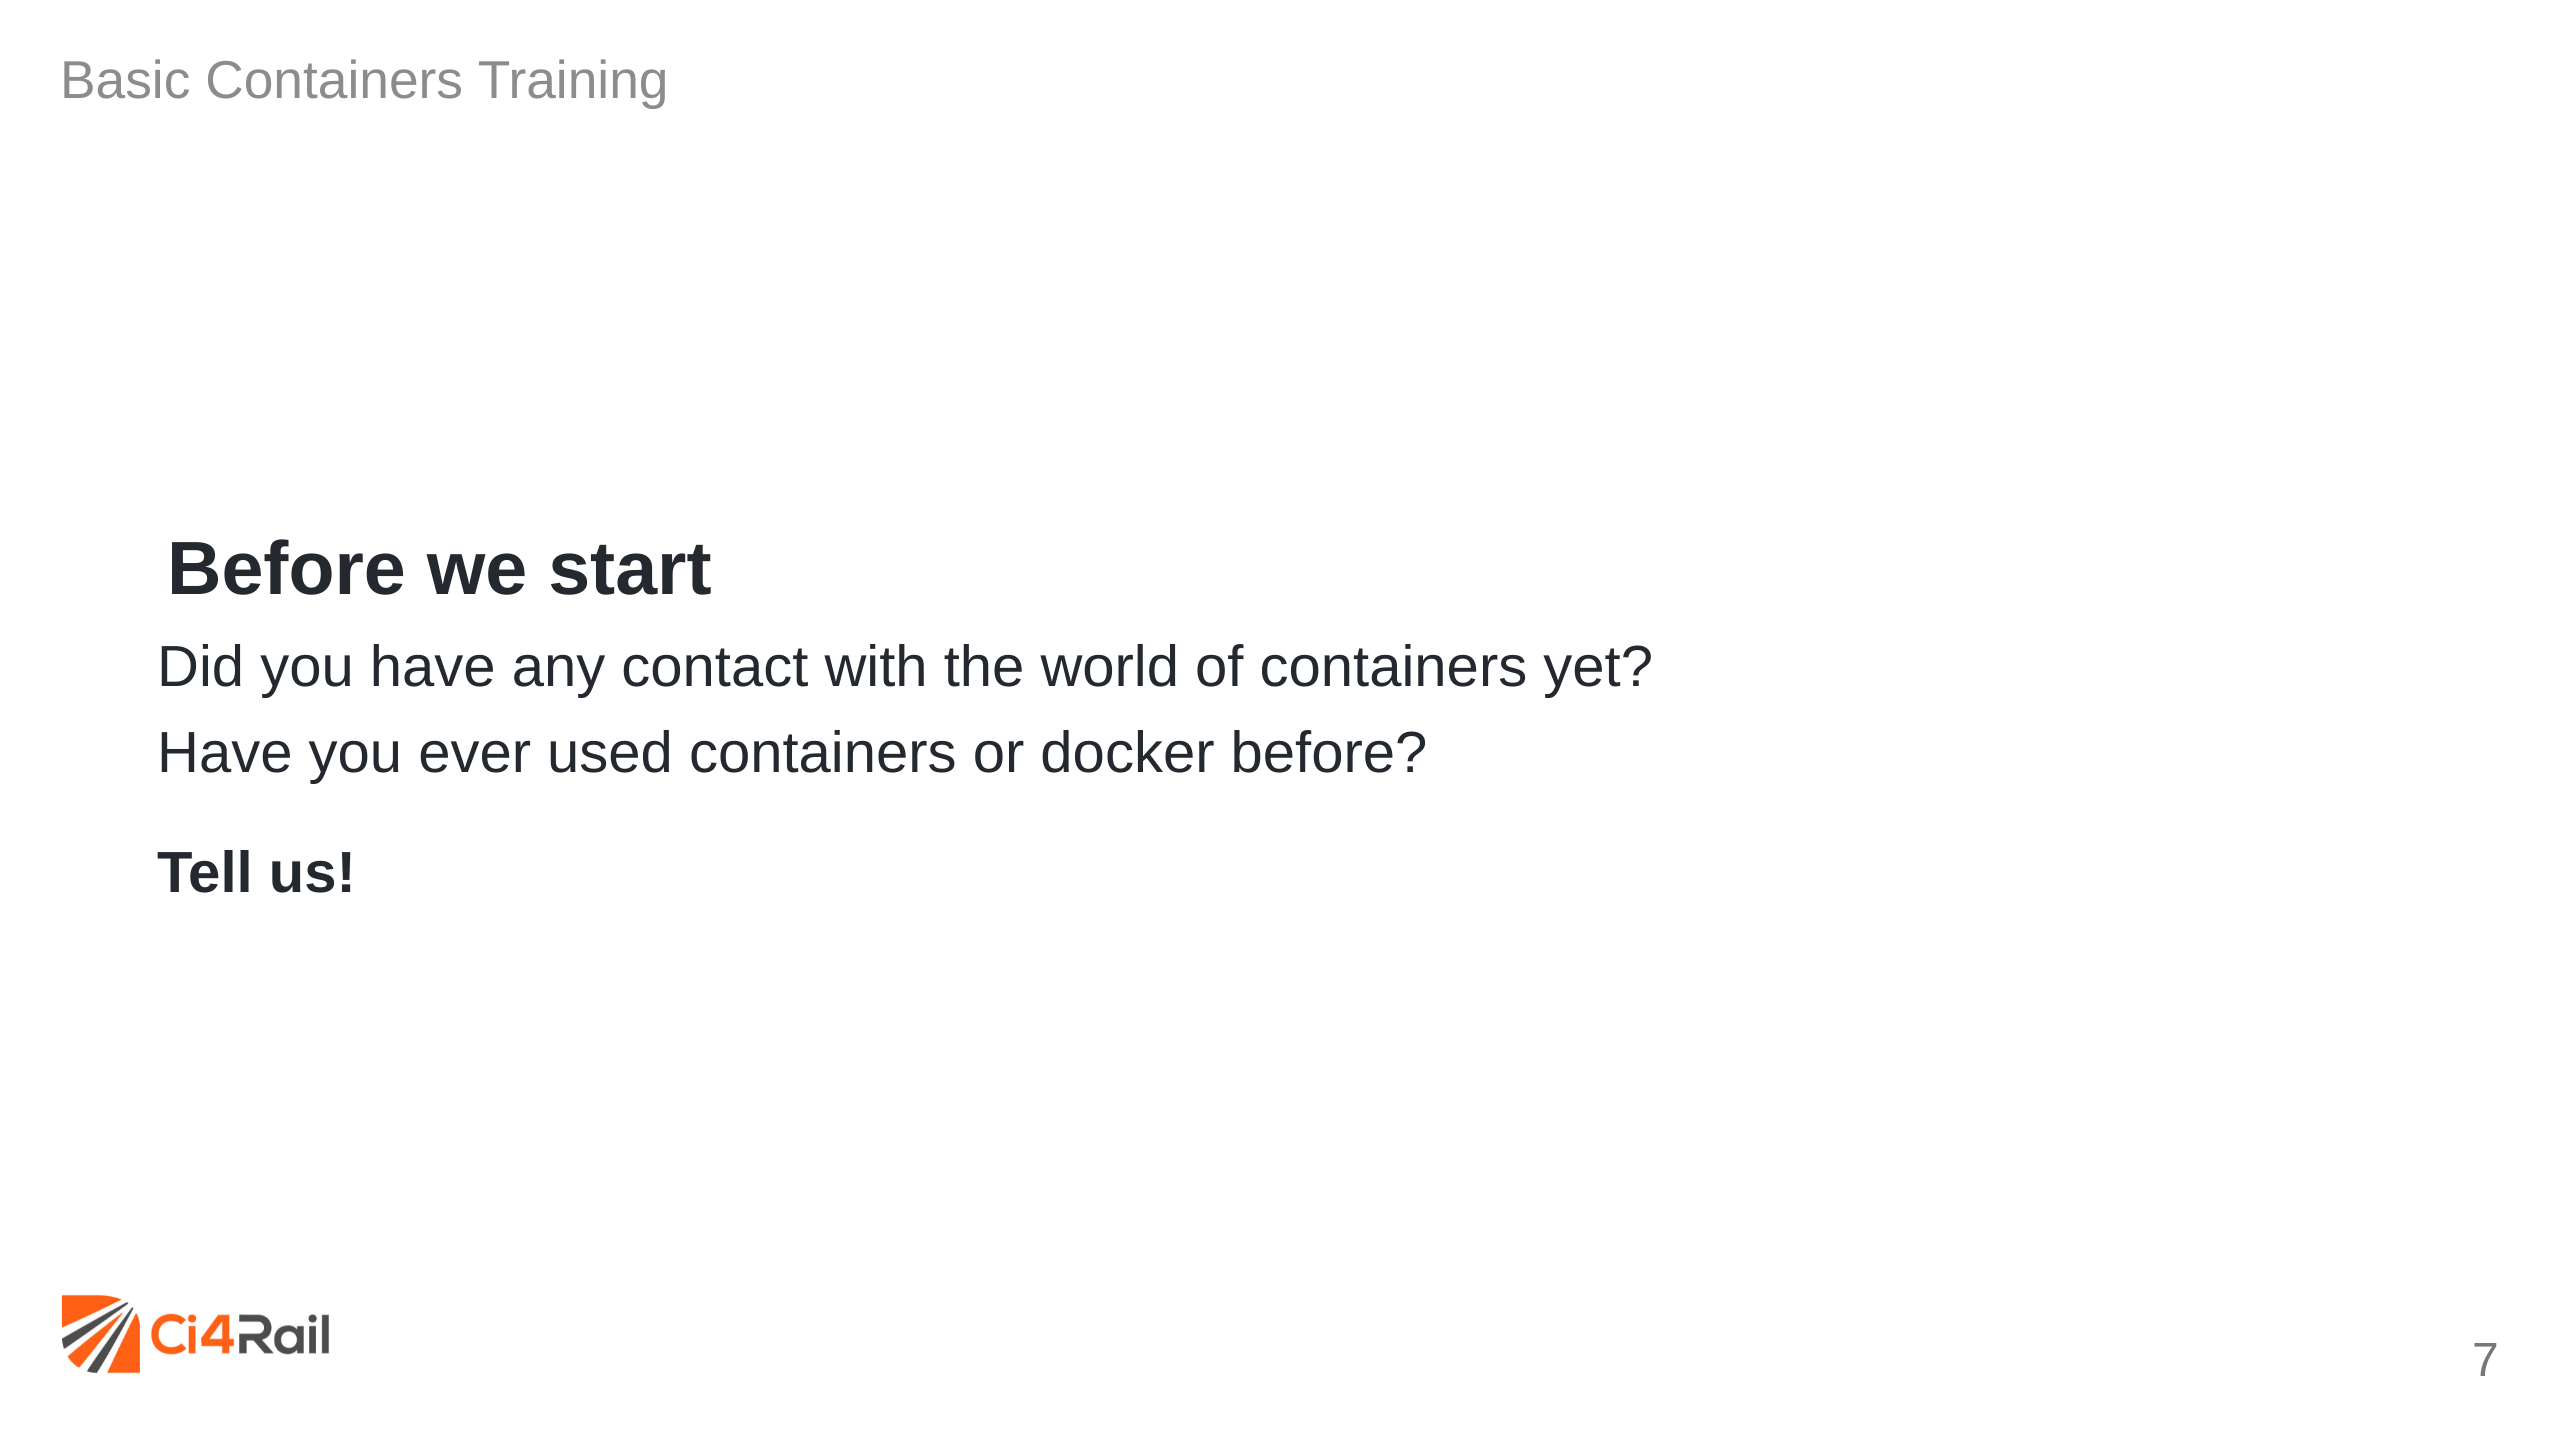 Basic Containers Training
Before we start
Did you have any contact with the world of containers yet?
Have you ever used containers or docker before?
Tell us!
Ci4Rail
7